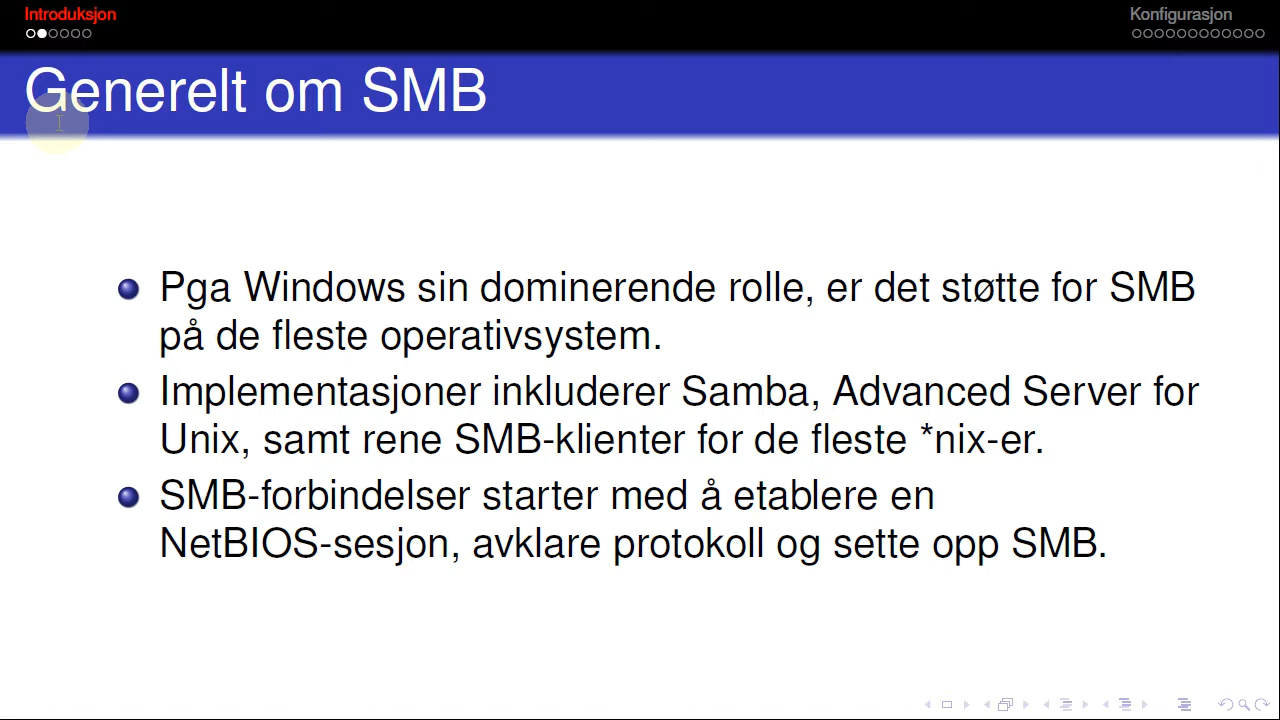 Introduksjon
Konfigurasjon
Generelt om SMB
Pga Windows sin dominerende rolle, er det støtte for SMB
på de fleste operativsystem.
Implementasjoner inkluderer Samba, Advanced Server for
Unix, samt rene SMB-klienter for de fleste *nix-er.
SMB-forbindelser starter med å etablere en
NetBIOS-sesjon, avklare protokoll og sette opp SMB.